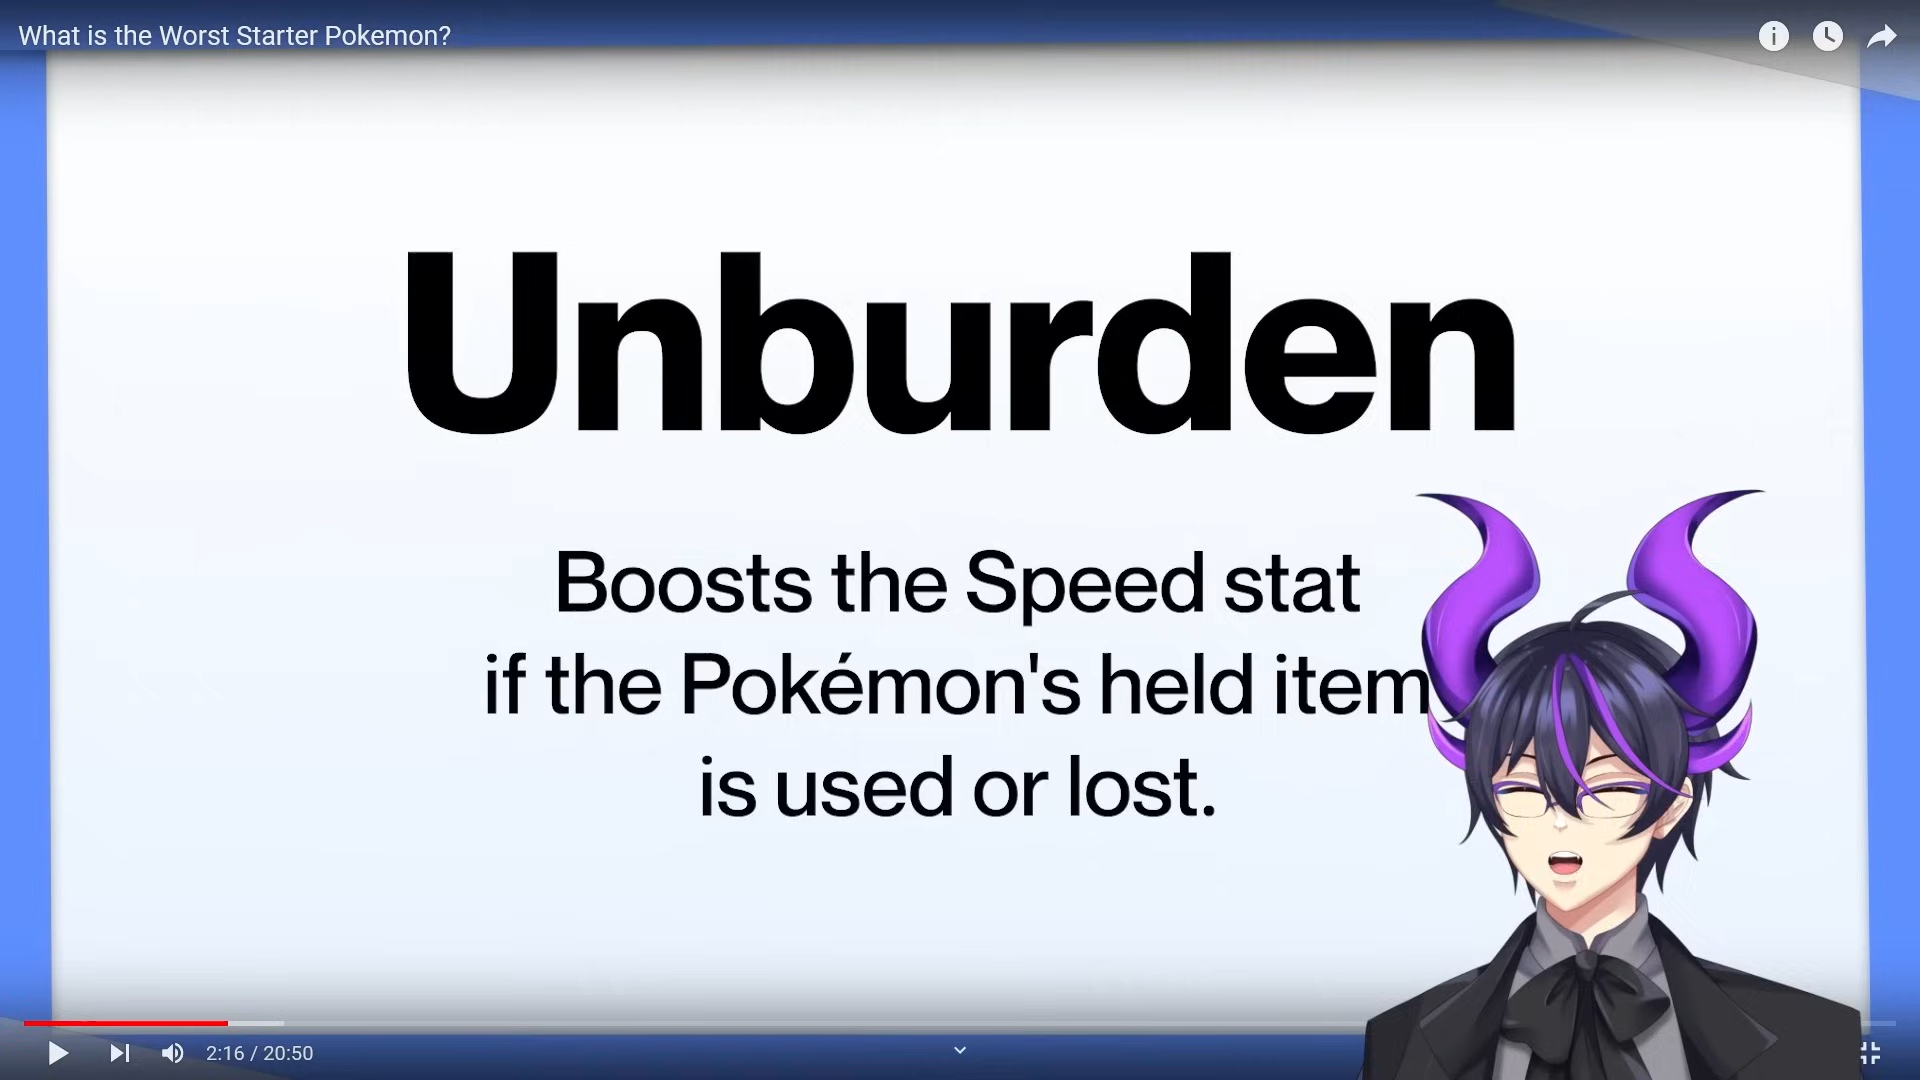 What is the Worst Starter Pokemon?
Unburden
Boosts the Speed stat
if the Pokémon's held item
is used or lost.
2:16 / 20:50